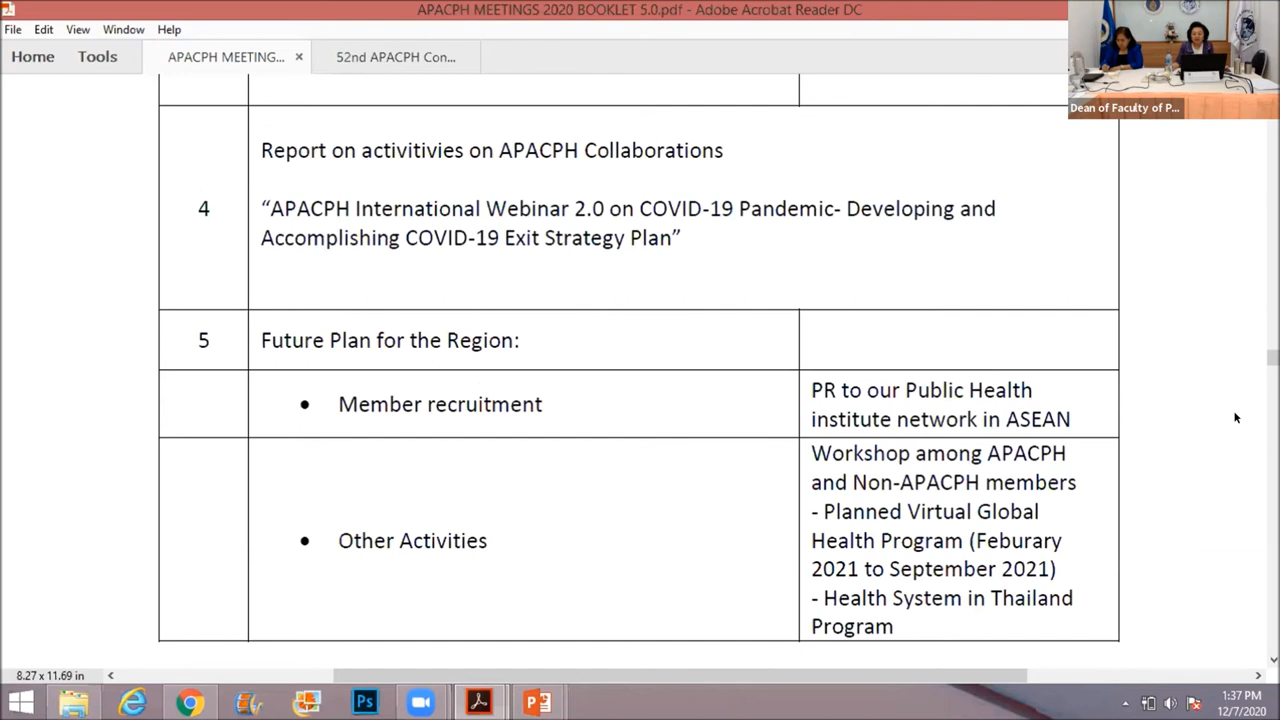 APACPH MEETINGS 2020 BOOKLET 5.0.pdf - Adobe Acrobat Reader DC
File Edit View Window Help
Home Tools APACPH MEETING... × 52nd APACPH Con...
Dean of Faculty of P...
Report on activitivies on APACPH Collaborations
4
“APACPH International Webinar 2.0 on COVID-19 Pandemic- Developing and
Accomplishing COVID-19 Exit Strategy Plan”
5 Future Plan for the Region:
• Member recruitment
PR to our Public Health
institute network in ASEAN
• Other Activities
Workshop among APACPH
and Non-APACPH members
- Planned Virtual Global
Health Program (Feburary
2021 to September 2021)
- Health System in Thailand
Program
8.27 x 11.69 in
Ps
1:37 PM
12/7/2020